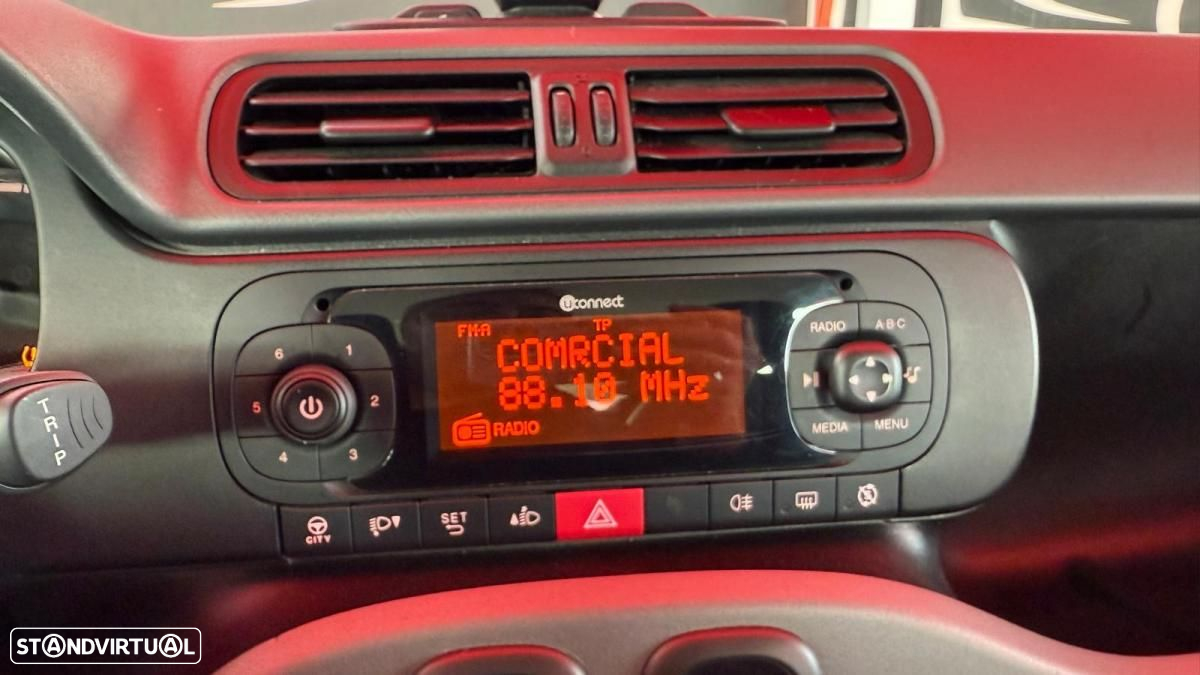 uconnect
FM-A TP
COMRCIAL
88.10 MHz
RADIO
6 1
5 2
4 3
RADIO ABC
MEDIA MENU
CITY
SET
TRIP
STANDVIRTUAL